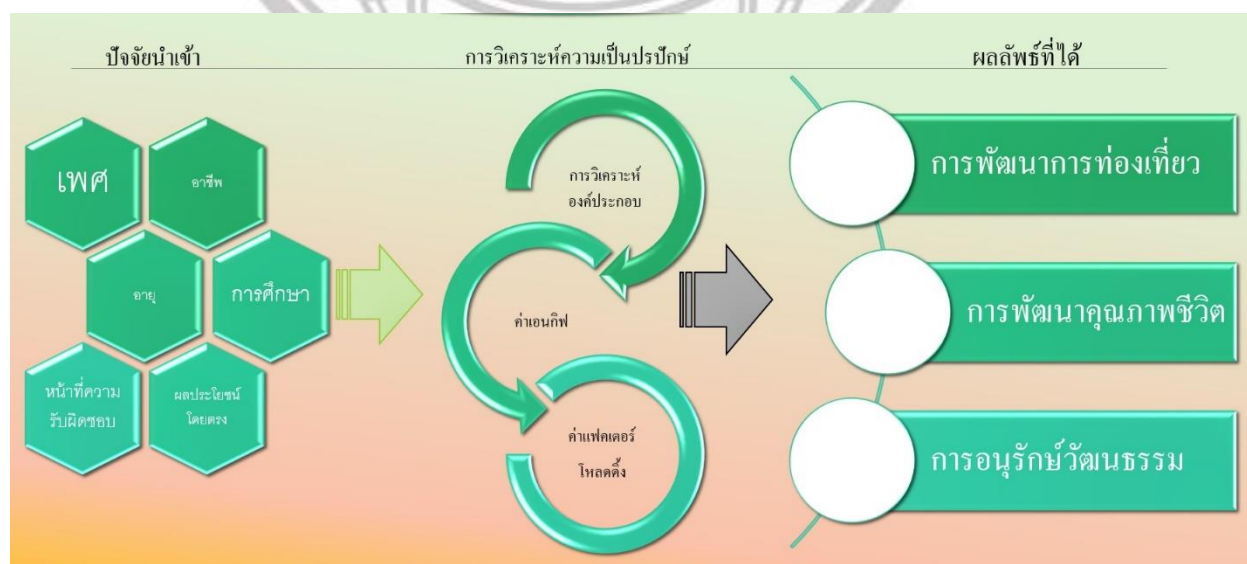 ปัจจัยนำเข้า
เพศ
อาชีพ
อายุ
การศึกษา
หน้าที่ความ
รับผิดชอบ
ผลประโยชน์
โดยตรง
การวิเคราะห์ความเป็นปรปักษ์
การวิเคราะห์
องค์ประกอบ
ค่าเอนกิฟ
ค่าแฟคเตอร์
โหลดดิ้ง
ผลลัพธ์ที่ได้
การพัฒนาการท่องเที่ยว
การพัฒนาคุณภาพชีวิต
การอนุรักษ์วัฒนธรรม